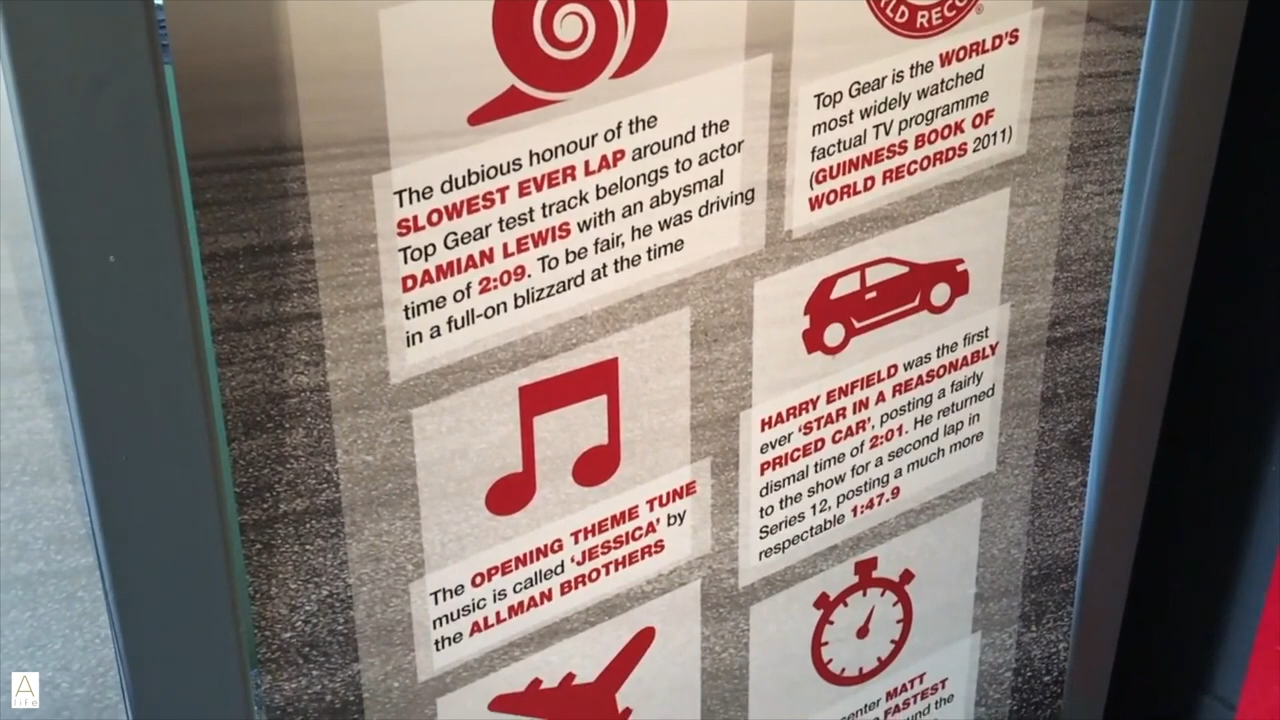 The dubious honour of the
SLOWEST EVER LAP around the
Top Gear test track belongs to actor
DAMIAN LEWIS with an abysmal
time of 2:09. To be fair, he was driving
in a full-on blizzard at the time
RECO
®
Top Gear is the WORLD'S
most widely watched
factual TV programme
(GUINNESS BOOK OF
WORLD RECORDS 2011)
HARRY ENFIELD was the first
ever 'STAR IN A REASONABLY
PRICED CAR', posting a fairly
dismal time of 2:01. He returned
to the show for a second lap in
Series 12, posting a much more
respectable 1:47.9
The OPENING THEME TUNE
music is called 'JESSICA' by
the ALLMAN BROTHERS
MATT
FASTEST
the
A
life